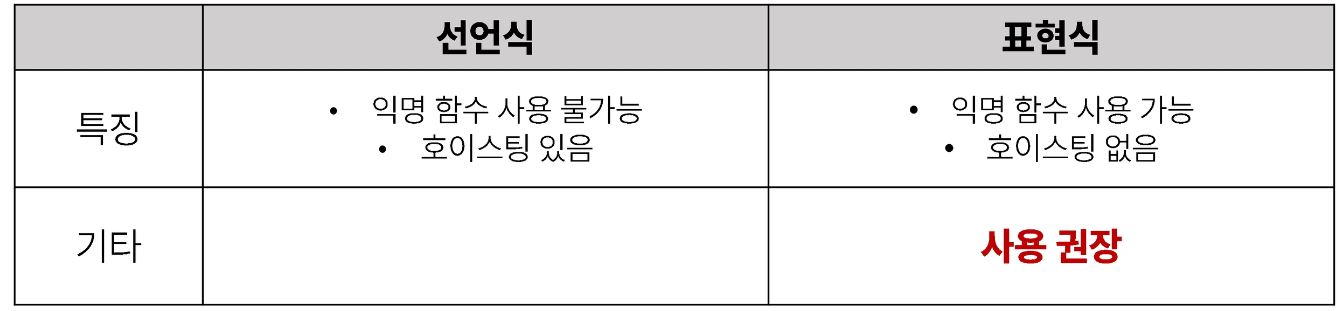 선언식 표현식
특징
• 익명 함수 사용 불가능
• 호이스팅 있음
• 익명 함수 사용 가능
• 호이스팅 없음
기타
사용 권장